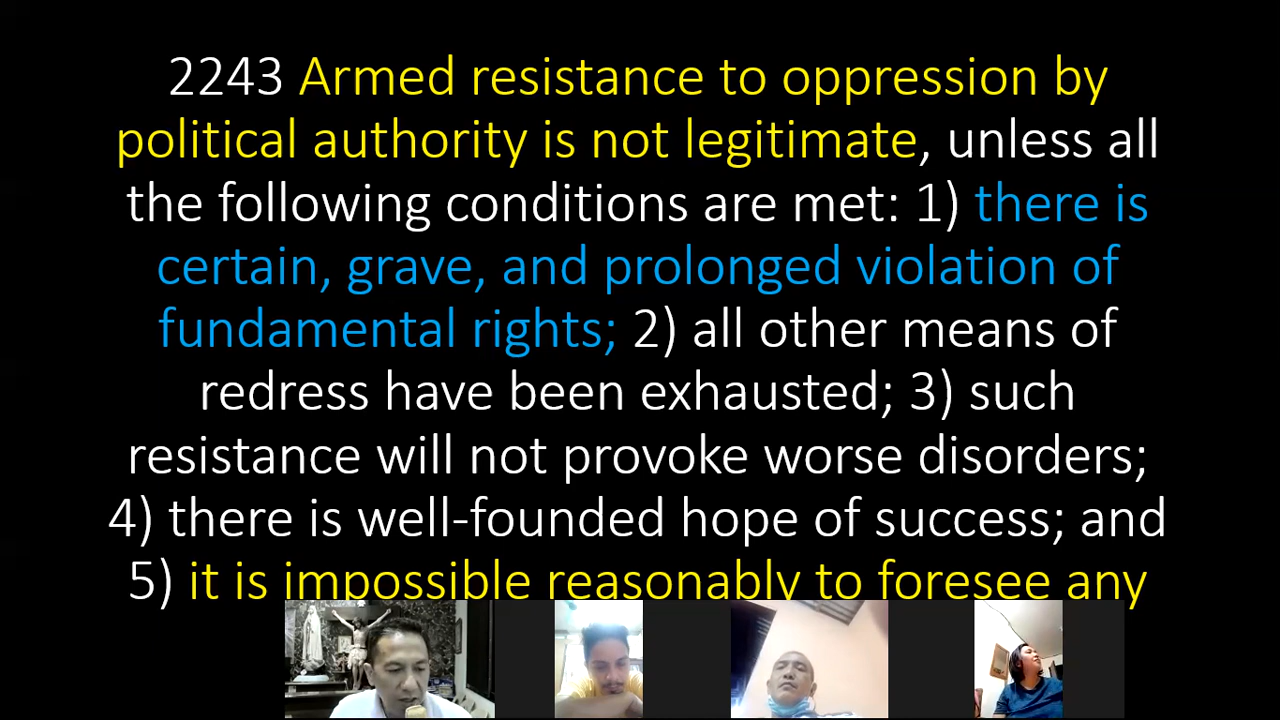 2243 Armed resistance to oppression by
political authority is not legitimate, unless all
the following conditions are met: 1) there is
certain, grave, and prolonged violation of
fundamental rights; 2) all other means of
redress have been exhausted; 3) such
resistance will not provoke worse disorders;
4) there is well-founded hope of success; and
5) it is impossible reasonably to foresee any